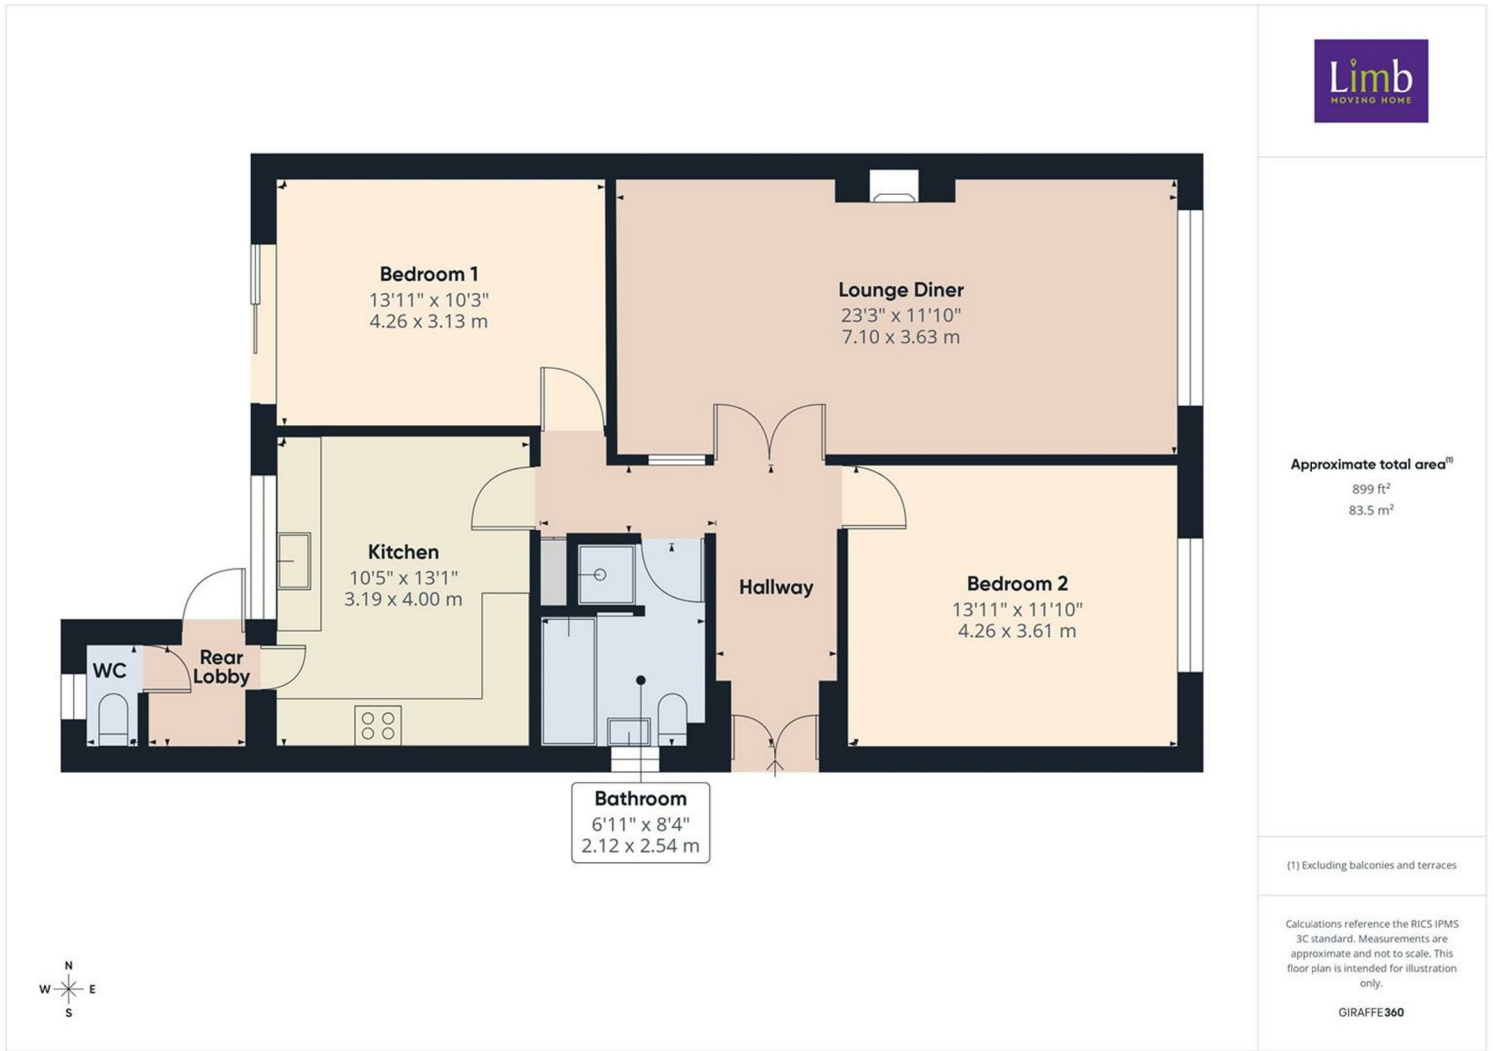 Limb
MOVING HOME
Bedroom 1
13'11" x 10'3"
4.26 x 3.13 m
Lounge Diner
23'3" x 11'10"
7.10 x 3.63 m
Approximate total area(1)
899 ft²
83.5 m²
Kitchen
10'5" x 13'1"
3.19 x 4.00 m
Hallway
Bedroom 2
13'11" x 11'10"
4.26 x 3.61 m
WC
Rear
Lobby
Bathroom
6'11" x 8'4"
2.12 x 2.54 m
(1) Excluding balconies and terraces
Calculations reference the RICS IPMS
3C standard. Measurements are
approximate and not to scale. This
floor plan is intended for illustration
only.
GIRAFFE360
N
W E
S